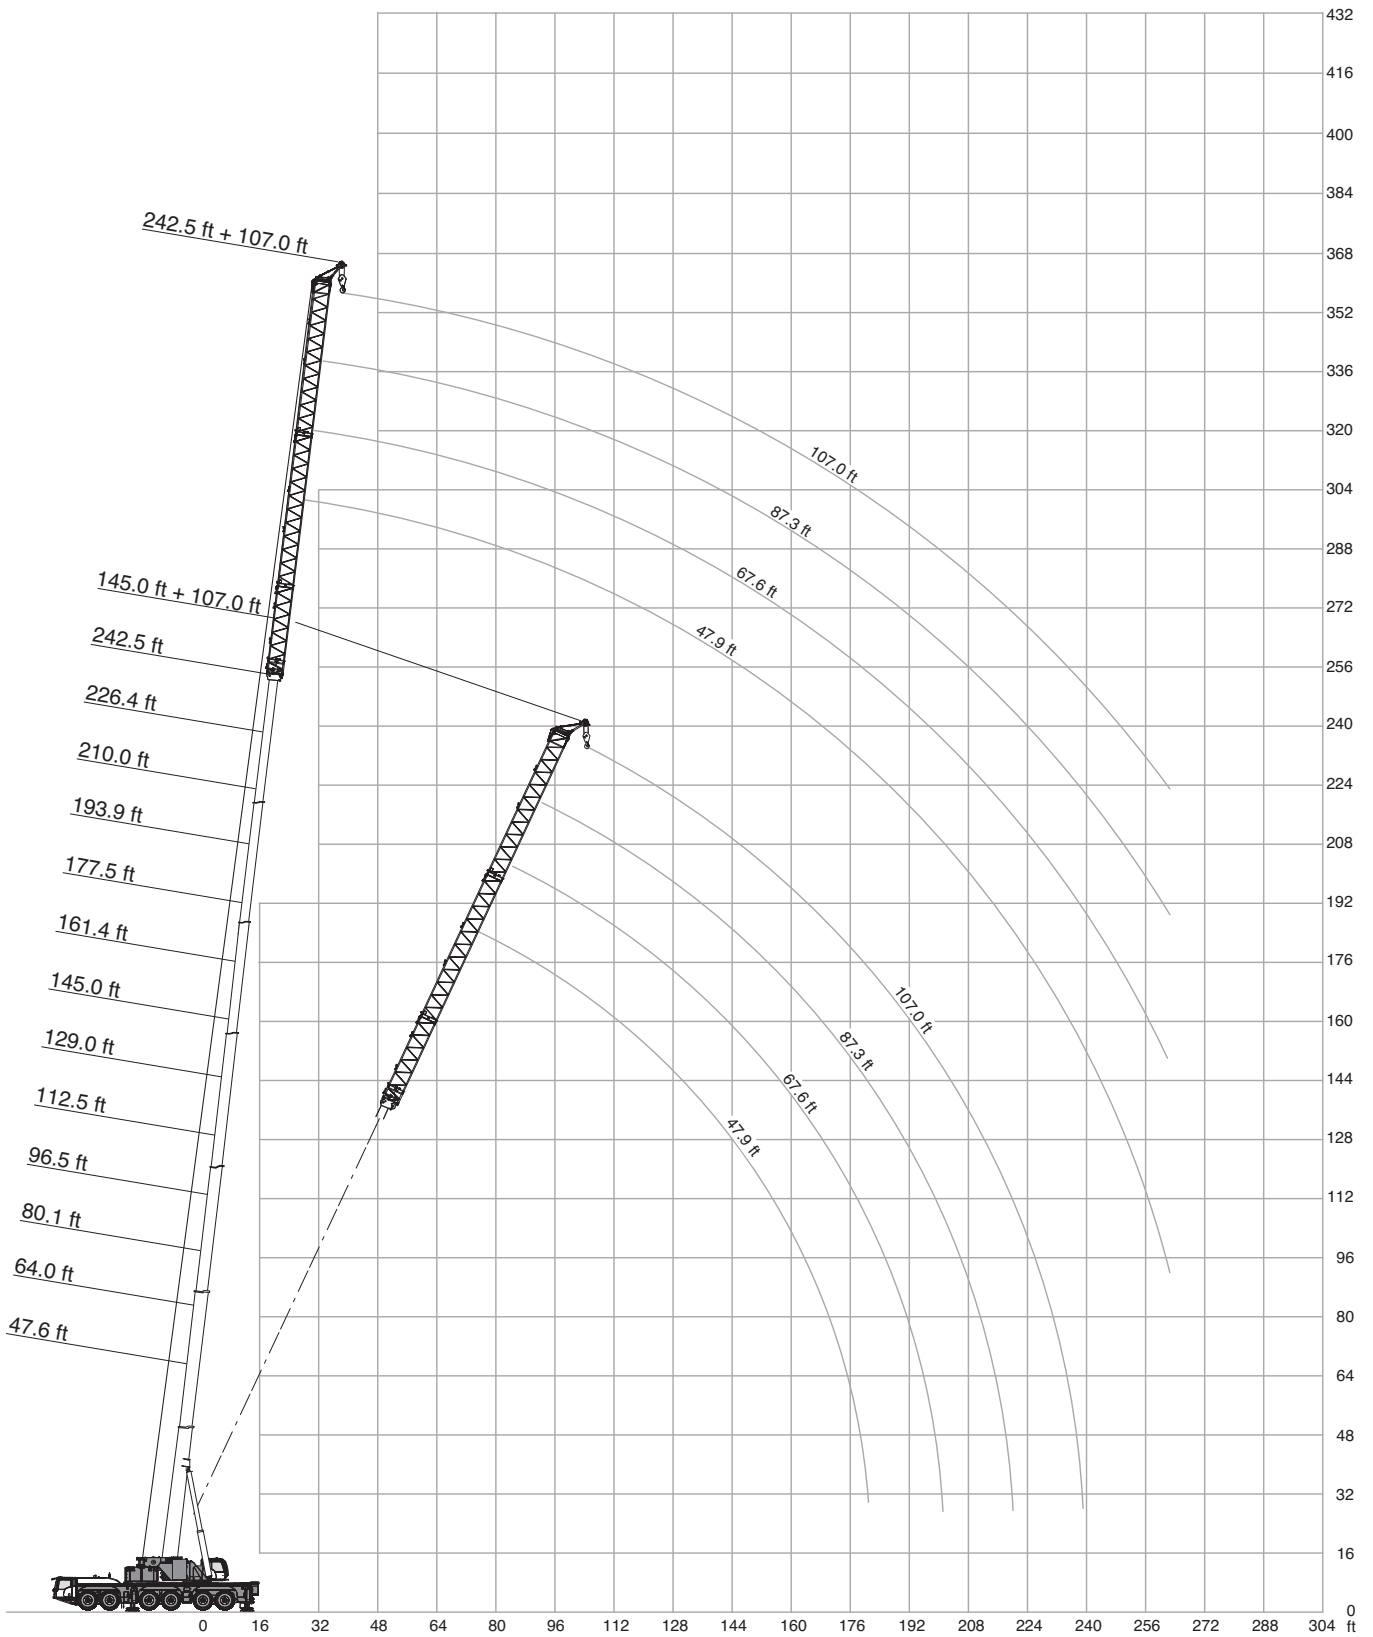 432
416
400
384
242.5 ft + 107.0 ft
368
352
336
320
107.0 ft
304
87.3 ft
288
145.0 ft + 107.0 ft
67.6 ft
272
242.5 ft
47.9 ft
256
226.4 ft
240
210.0 ft
224
193.9 ft
208
177.5 ft
192
161.4 ft
176
145.0 ft
107.0 ft
160
129.0 ft
87.3 ft
144
112.5 ft
67.6 ft
128
96.5 ft
47.9 ft
112
80.1 ft
96
64.0 ft
80
47.6 ft
64
48
32
16
0
0 16 32 48 64 80 96 112 128 144 160 176 192 208 224 240 256 272 288 304 ft